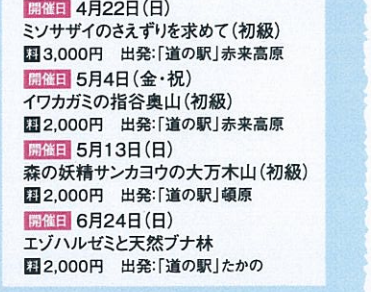 開催日 4月22日(日)
ミソサザイのさえずりを求めて(初級)
料 3,000円 出発:「道の駅」赤来高原
開催日 5月4日(金・祝)
イワカガミの指谷奥山(初級)
料 2,000円 出発:「道の駅」赤来高原
開催日 5月13日(日)
森の妖精サンカヨウの大万木山(初級)
料 2,000円 出発:「道の駅」頓原
開催日 6月24日(日)
エゾハルゼミと天然ブナ林
料 2,000円 出発:「道の駅」たかの